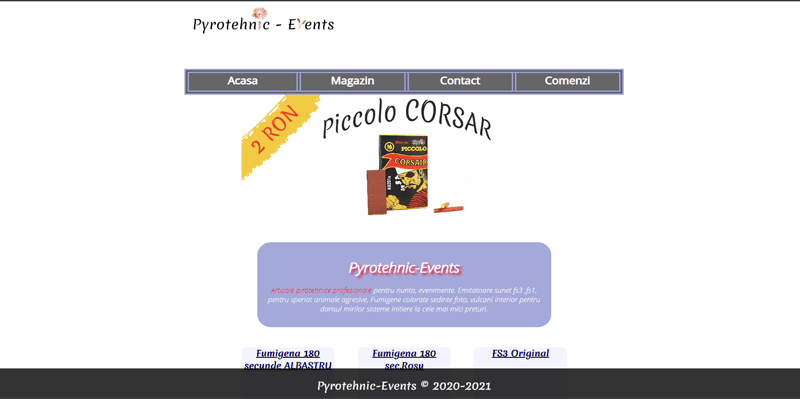 Pyrotehnic - Events
Acasa
Magazin
Contact
Comenzi
2 RON
Piccolo CORSAR
PICCOLO
CORSAIR
Pyrotehnic-Events
Articole pirotehnice profesionale pentru nunta, evenimente. Emitatoare sunet fs3 ,fs1,
pentru speriat animale agresive. Fumigene colorate sedinte foto, vulcani interior pentru
dansul mirilor sisteme initiere la cele mai mici preturi.
Fumigena 180
secunde ALBASTRU
Fumigena 180
sec.Rosu
FS3 Original
Pyrotehnic-Events © 2020-2021